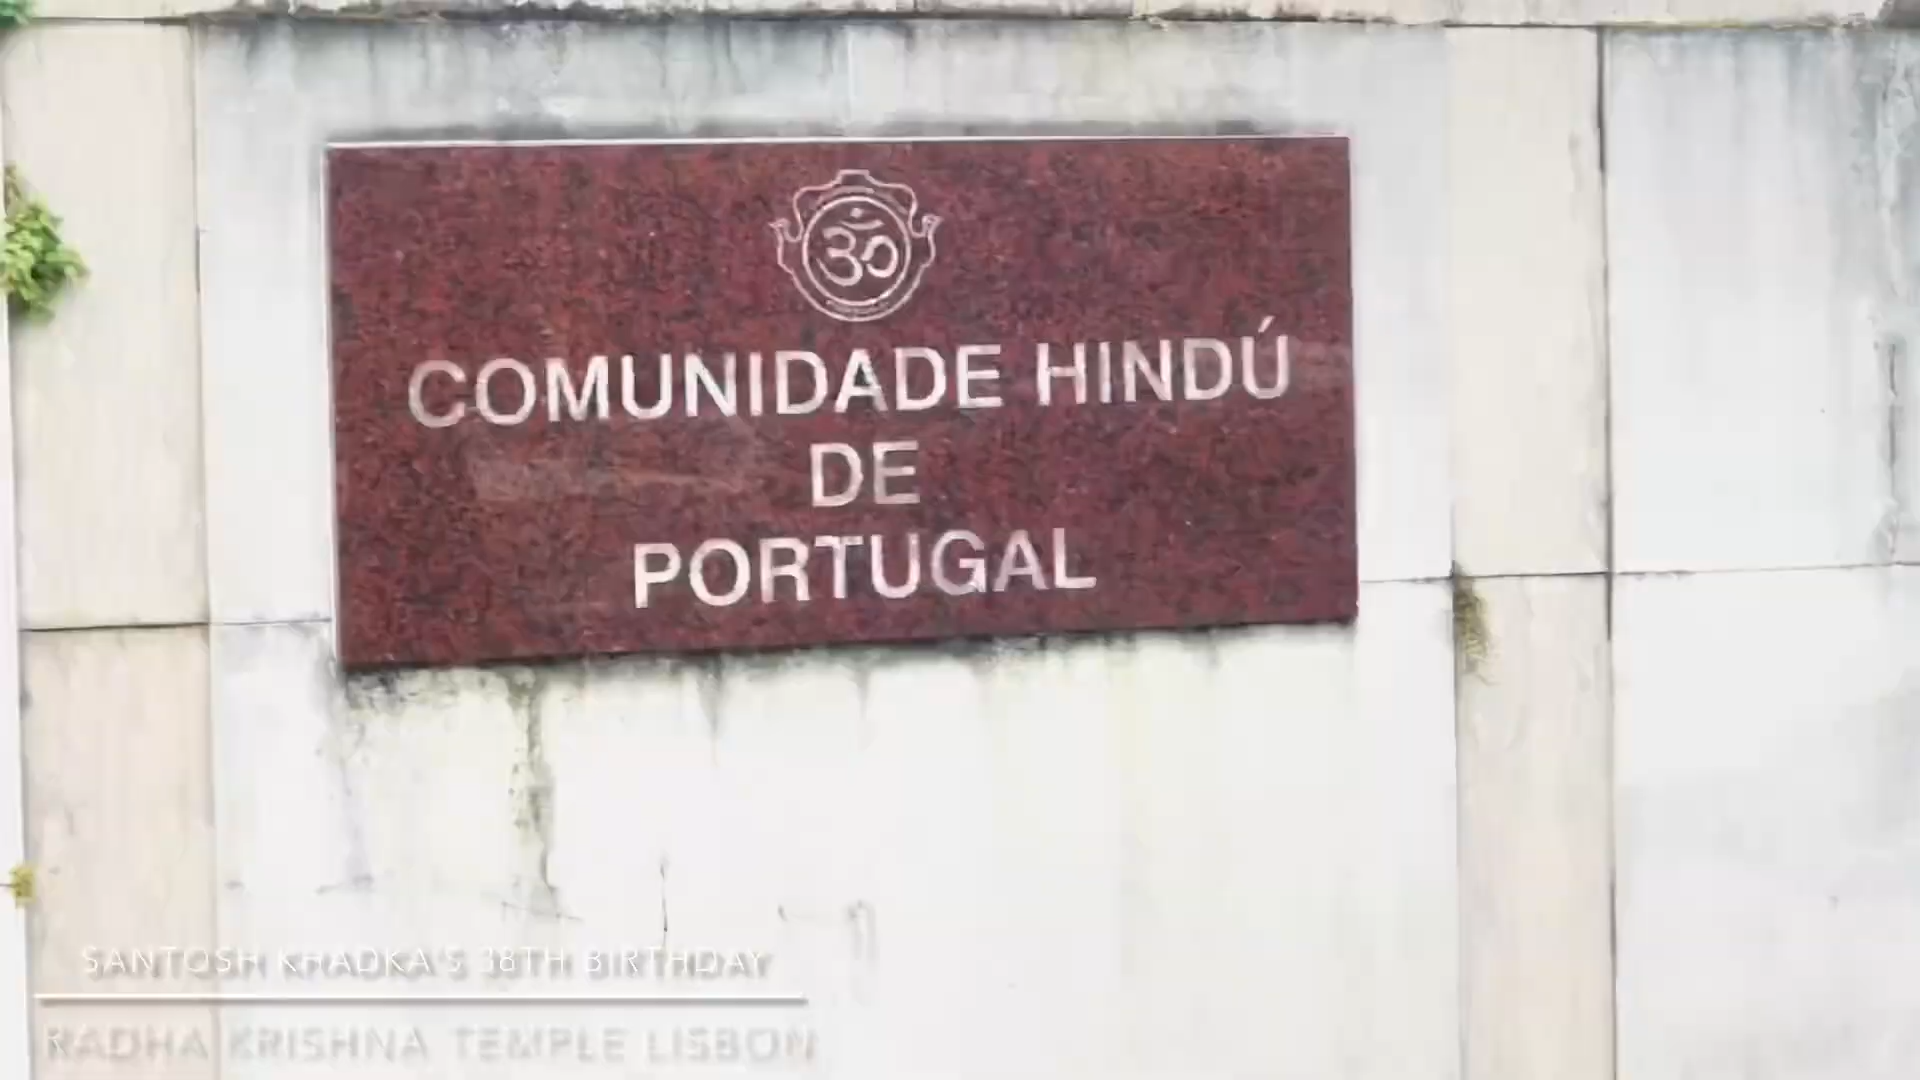 ॐ
COMUNIDADE HINDÚ
DE
PORTUGAL
SANTOSH KHADKA'S 38TH BIRTHDAY
RADHA KRISHNA TEMPLE LISBON